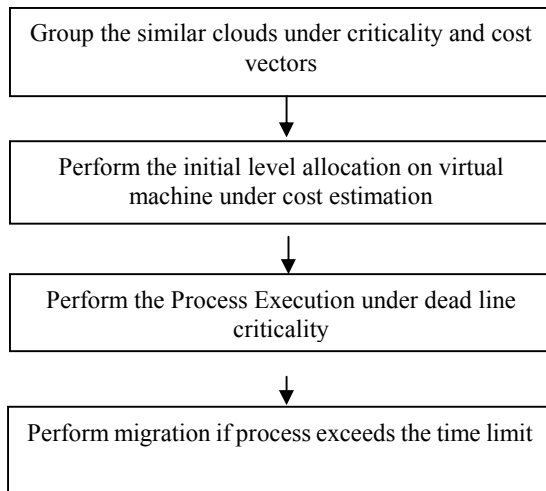 Group the similar clouds under criticality and cost
vectors
Perform the initial level allocation on virtual
machine under cost estimation
Perform the Process Execution under dead line
criticality
Perform migration if process exceeds the time limit